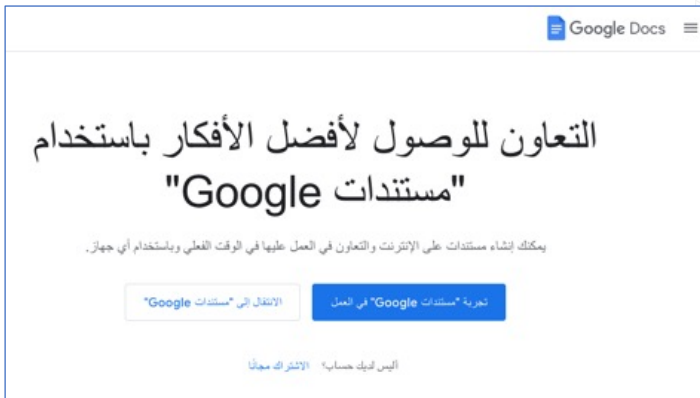 Google Docs
التعاون للوصول لأفضل الأفكار باستخدام
"مستندات Google"
يمكنك إنشاء مستندات على الإنترنت والتعاون في العمل عليها في الوقت الفعلي وباستخدام أي جهاز.
تجربة "مستندات Google" في العمل
الانتقال إلى "مستندات Google"
أليس لديك حساب؟ الاشتراك مجانًا